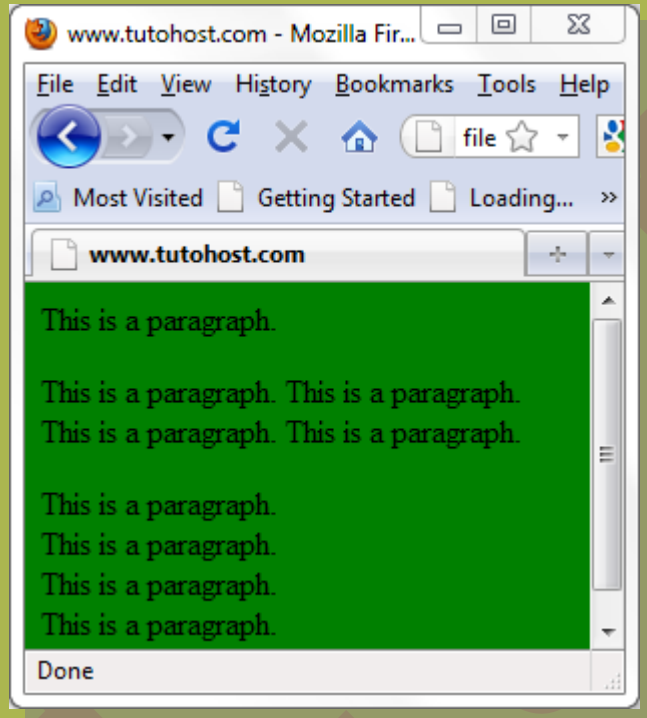 www.tutohost.com - Mozilla Fir...
File Edit View History Bookmarks Tools Help
file
Most Visited Getting Started Loading... »
www.tutohost.com
This is a paragraph.
This is a paragraph. This is a paragraph.
This is a paragraph. This is a paragraph.
This is a paragraph.
This is a paragraph.
This is a paragraph.
This is a paragraph.
Done